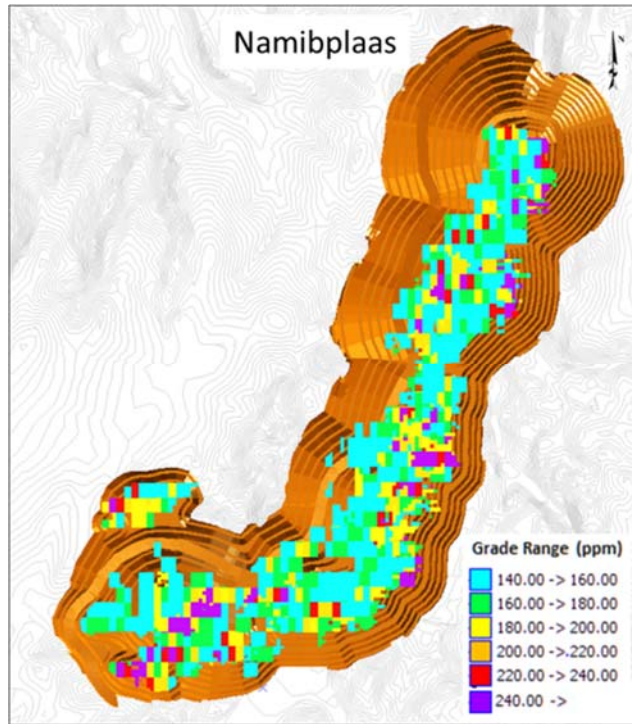 Namibplaas
N
Grade Range (ppm)
140.00 -> 160.00
160.00 -> 180.00
180.00 -> 200.00
200.00 -> 220.00
220.00 -> 240.00
240.00 ->